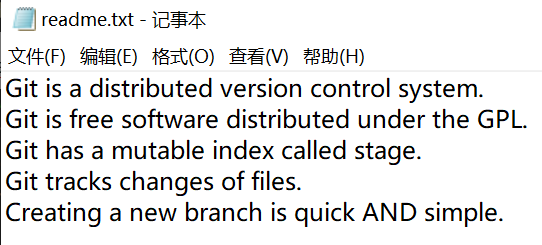 readme.txt - 记事本
文件(F) 编辑(E) 格式(O) 查看(V) 帮助(H)
Git is a distributed version control system.
Git is free software distributed under the GPL.
Git has a mutable index called stage.
Git tracks changes of files.
Creating a new branch is quick AND simple.